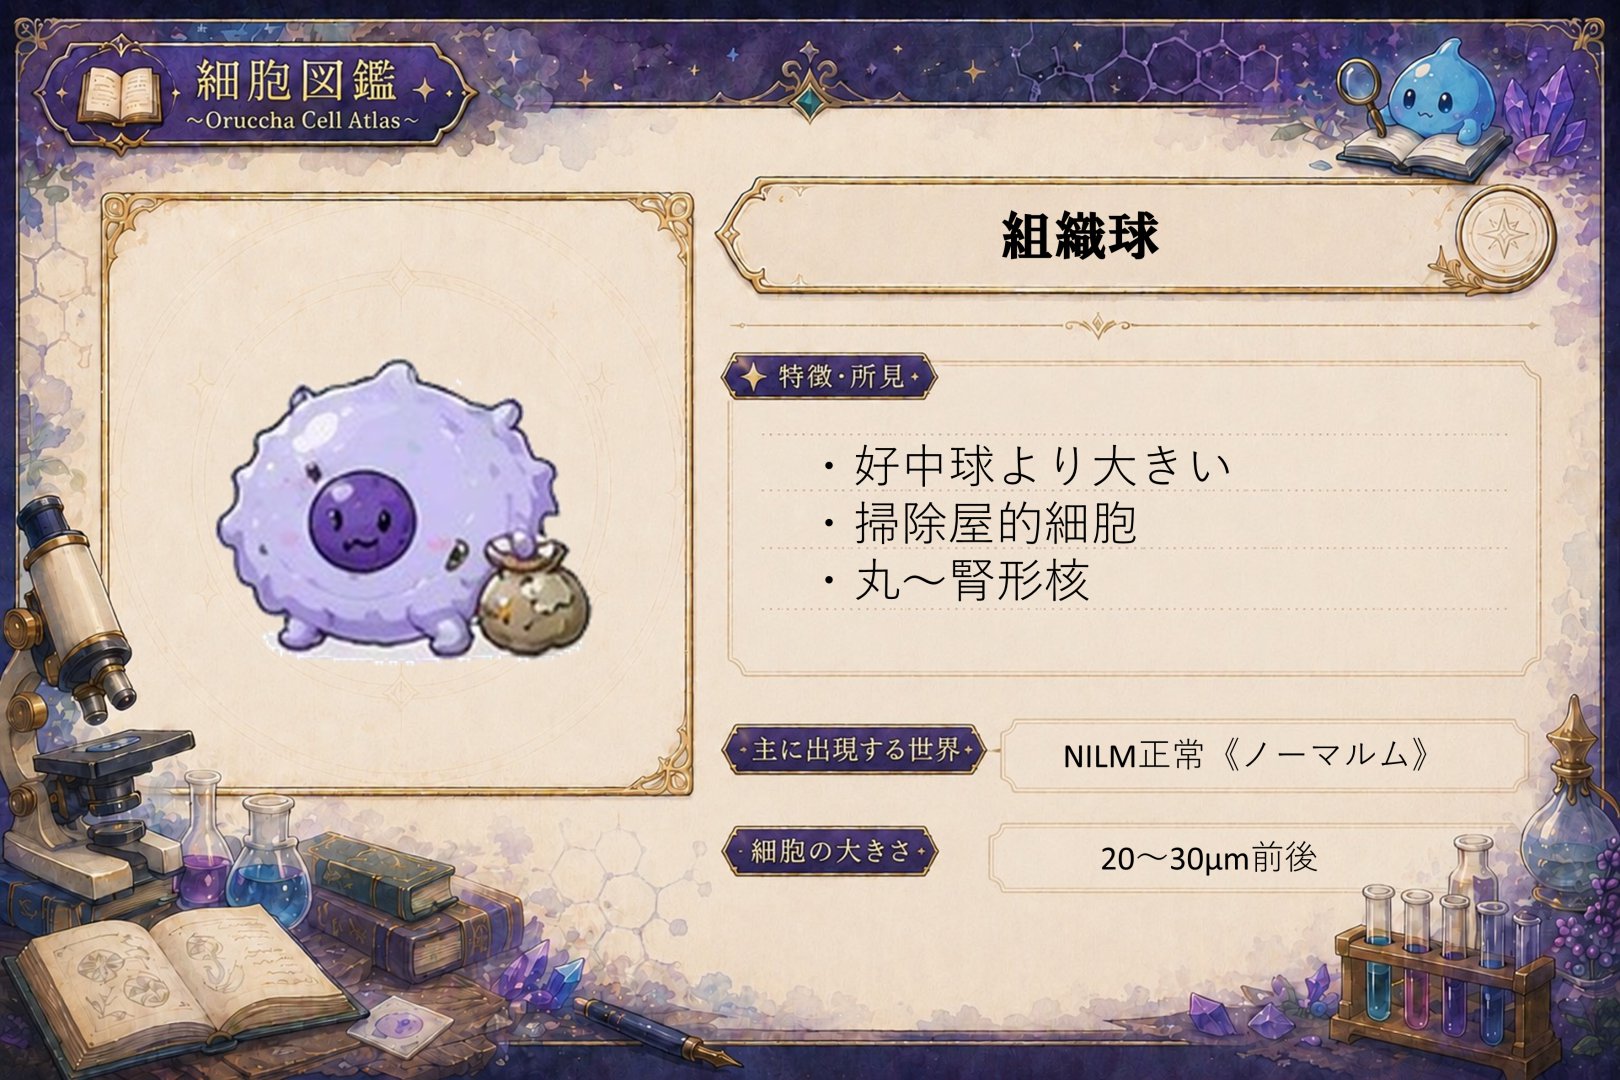 細胞図鑑
～Oruccha Cell Atlas～
組織球
特徴・所見
・好中球より大きい
・掃除屋的細胞
・丸～腎形核
主に出現する世界
NILM正常《ノーマルム》
細胞の大きさ
20～30μm前後